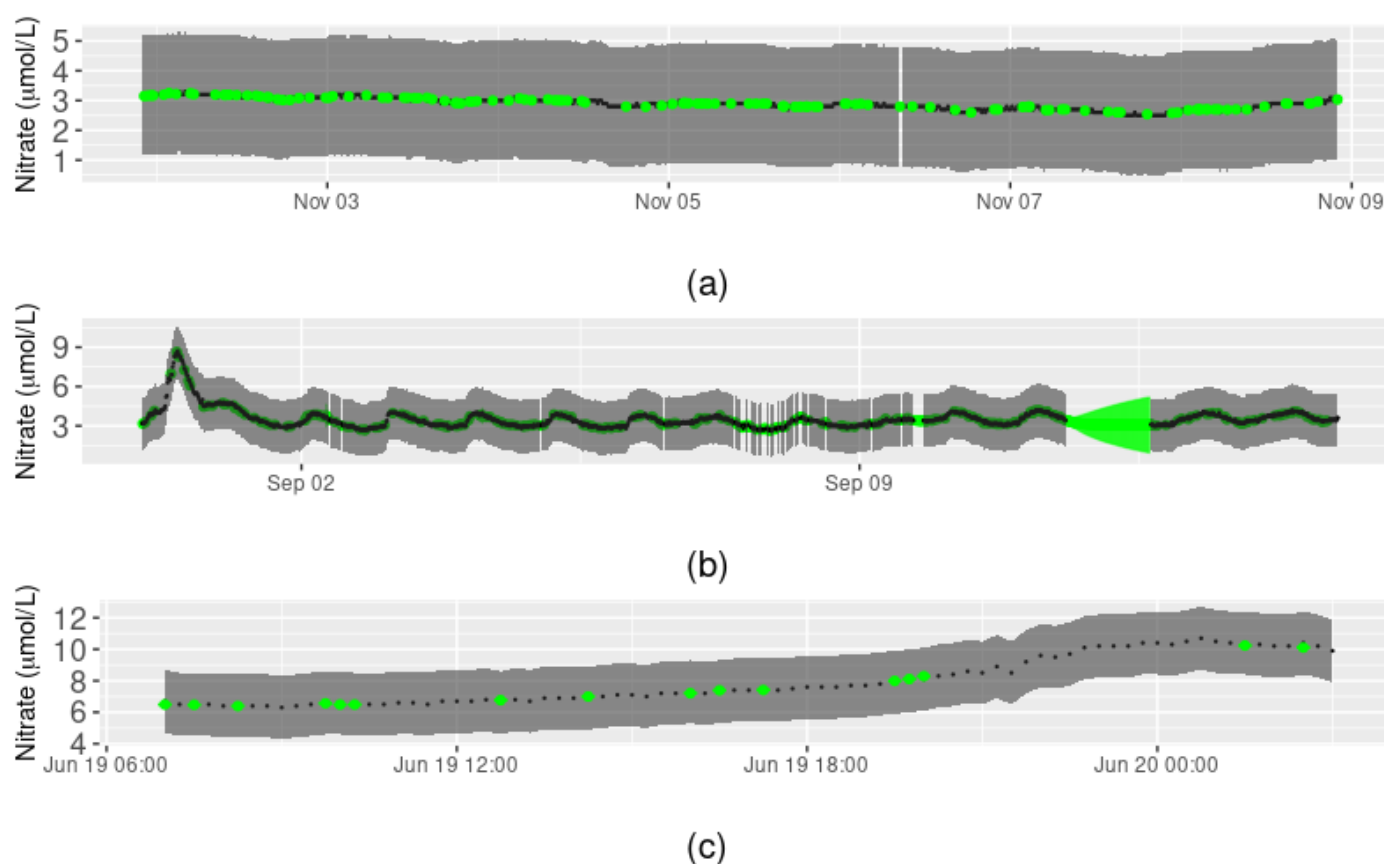 Nitrate (μmol/L)
5
4
3
2
1
Nov 03 Nov 05 Nov 07 Nov 09
(a)
Nitrate (μmol/L)
9
6
3
Sep 02 Sep 09
(b)
Nitrate (μmol/L)
12
10
8
6
4
Jun 19 06:00 Jun 19 12:00 Jun 19 18:00 Jun 20 00:00
(c)